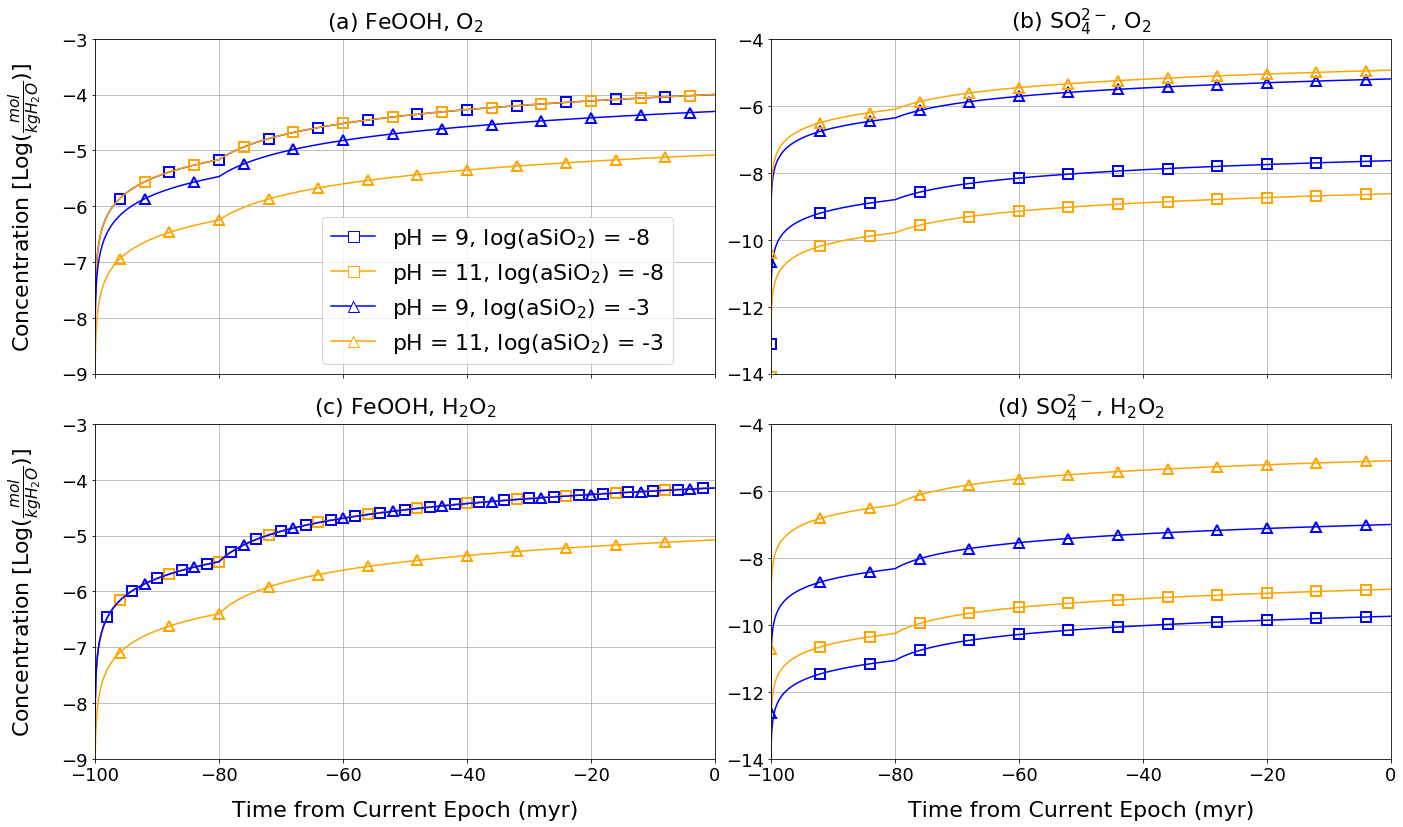 (a) FeOOH, O₂
(b) SO₄²⁻, O₂
Concentration [Log(mol/kgH₂O)]
−3
−4
−5
−6
−7
−8
−9
pH = 9, log(aSiO₂) = -8
pH = 11, log(aSiO₂) = -8
pH = 9, log(aSiO₂) = -3
pH = 11, log(aSiO₂) = -3
−4
−6
−8
−10
−12
−14
(c) FeOOH, H₂O₂
(d) SO₄²⁻, H₂O₂
Concentration [Log(mol/kgH₂O)]
−3
−4
−5
−6
−7
−8
−9
−100 −80 −60 −40 −20 0
Time from Current Epoch (myr)
−4
−6
−8
−10
−12
−14
−100 −80 −60 −40 −20 0
Time from Current Epoch (myr)